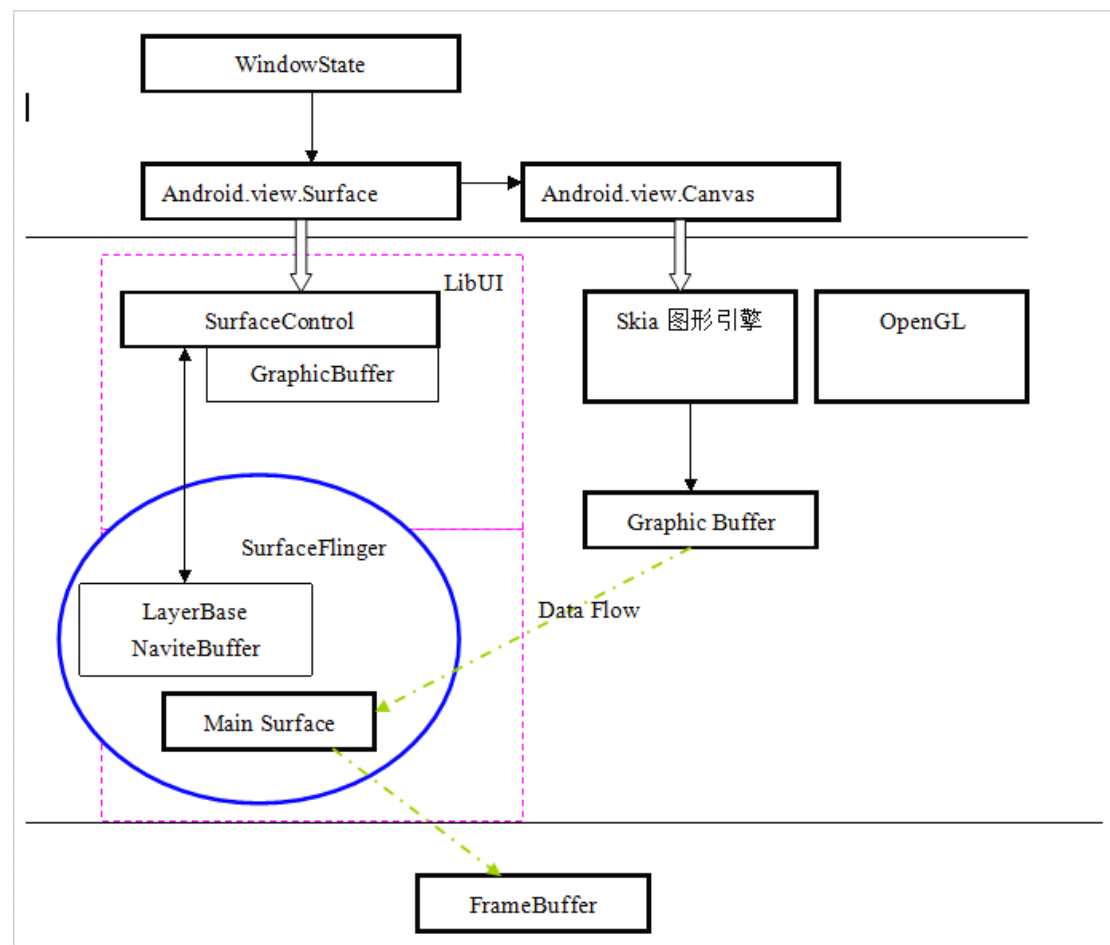 WindowState
Android.view.Surface
Android.view.Canvas
LibUI
SurfaceControl
Skia 图形引擎
OpenGL
GraphicBuffer
Graphic Buffer
SurfaceFlinger
LayerBase
NaviteBuffer
Data Flow
Main Surface
FrameBuffer